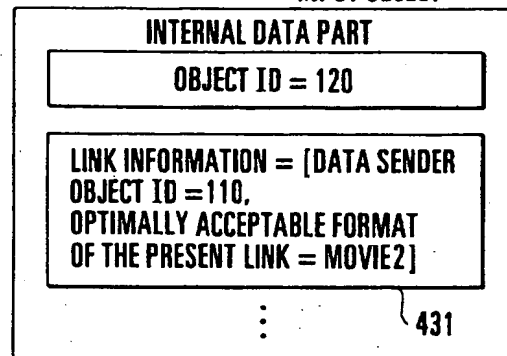 INTERNAL DATA PART
OBJECT ID = 120
LINK INFORMATION = [DATA SENDER
OBJECT ID =110,
OPTIMALLY ACCEPTABLE FORMAT
OF THE PRESENT LINK = MOVIE2]
431